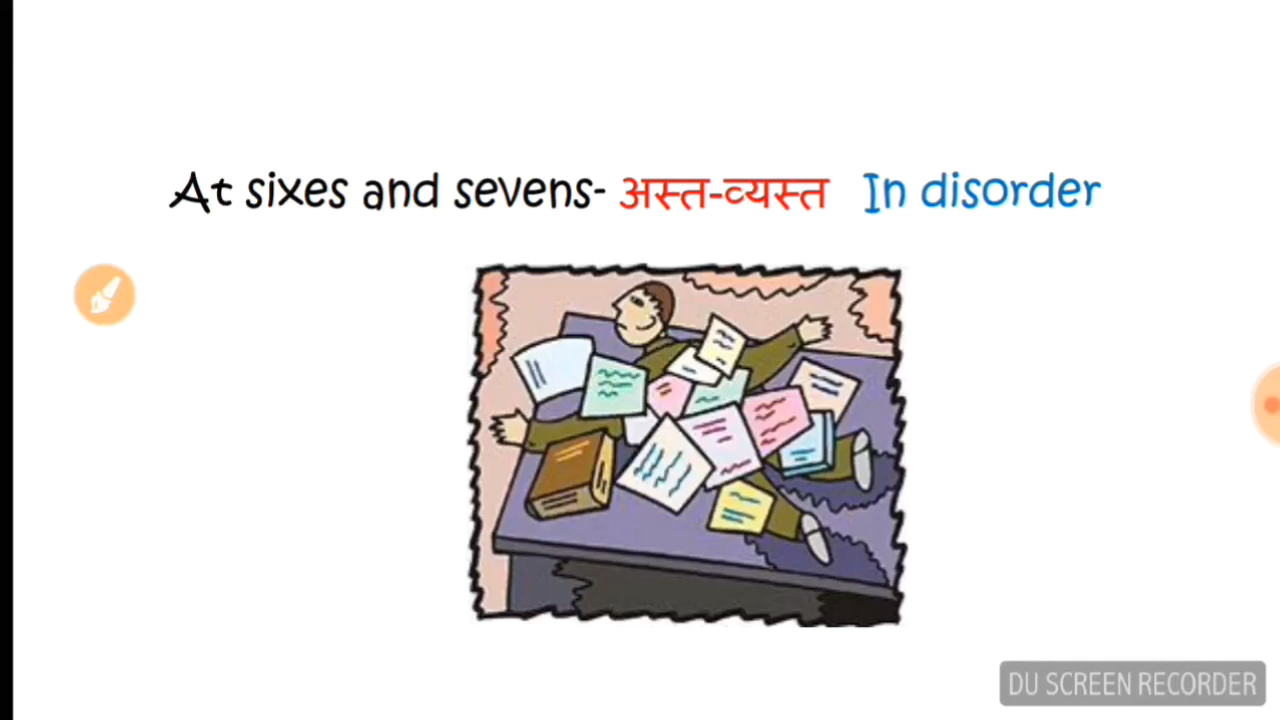 At sixes and sevens- अस्त-व्यस्त In disorder
DU SCREEN RECORDER